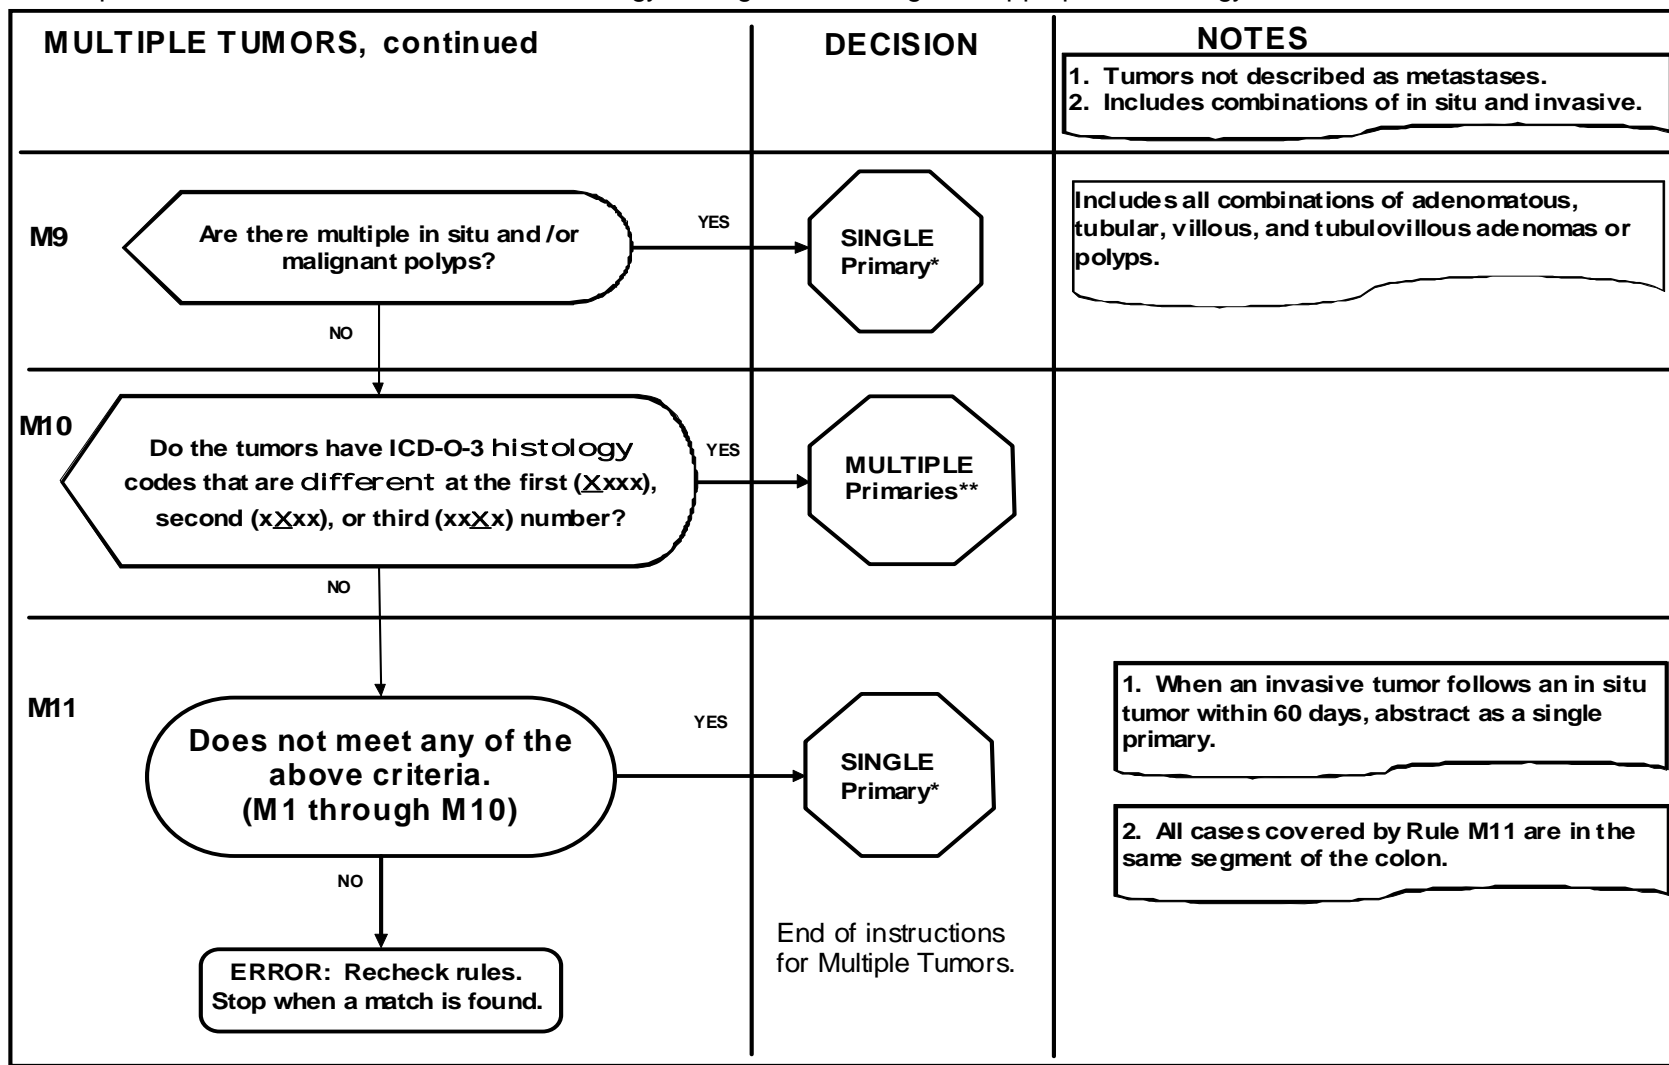 MULTIPLE TUMORS, continued
DECISION
NOTES
1. Tumors not described as metastases.
2. Includes combinations of in situ and invasive.
M9
Are there multiple in situ and /or
malignant polyps?
YES
NO
SINGLE
Primary*
Includes all combinations of adenomatous,
tubular, villous, and tubulovillous adenomas or
polyps.
M10
Do the tumors have ICD-O-3 histology
codes that are different at the first (Xxxx),
second (xXxx), or third (xxXx) number?
YES
NO
MULTIPLE
Primaries**
M11
Does not meet any of the
above criteria.
(M1 through M10)
YES
NO
SINGLE
Primary*
1. When an invasive tumor follows an in situ
tumor within 60 days, abstract as a single
primary.
2. All cases covered by Rule M11 are in the
same segment of the colon.
ERROR: Recheck rules.
Stop when a match is found.
End of instructions
for Multiple Tumors.